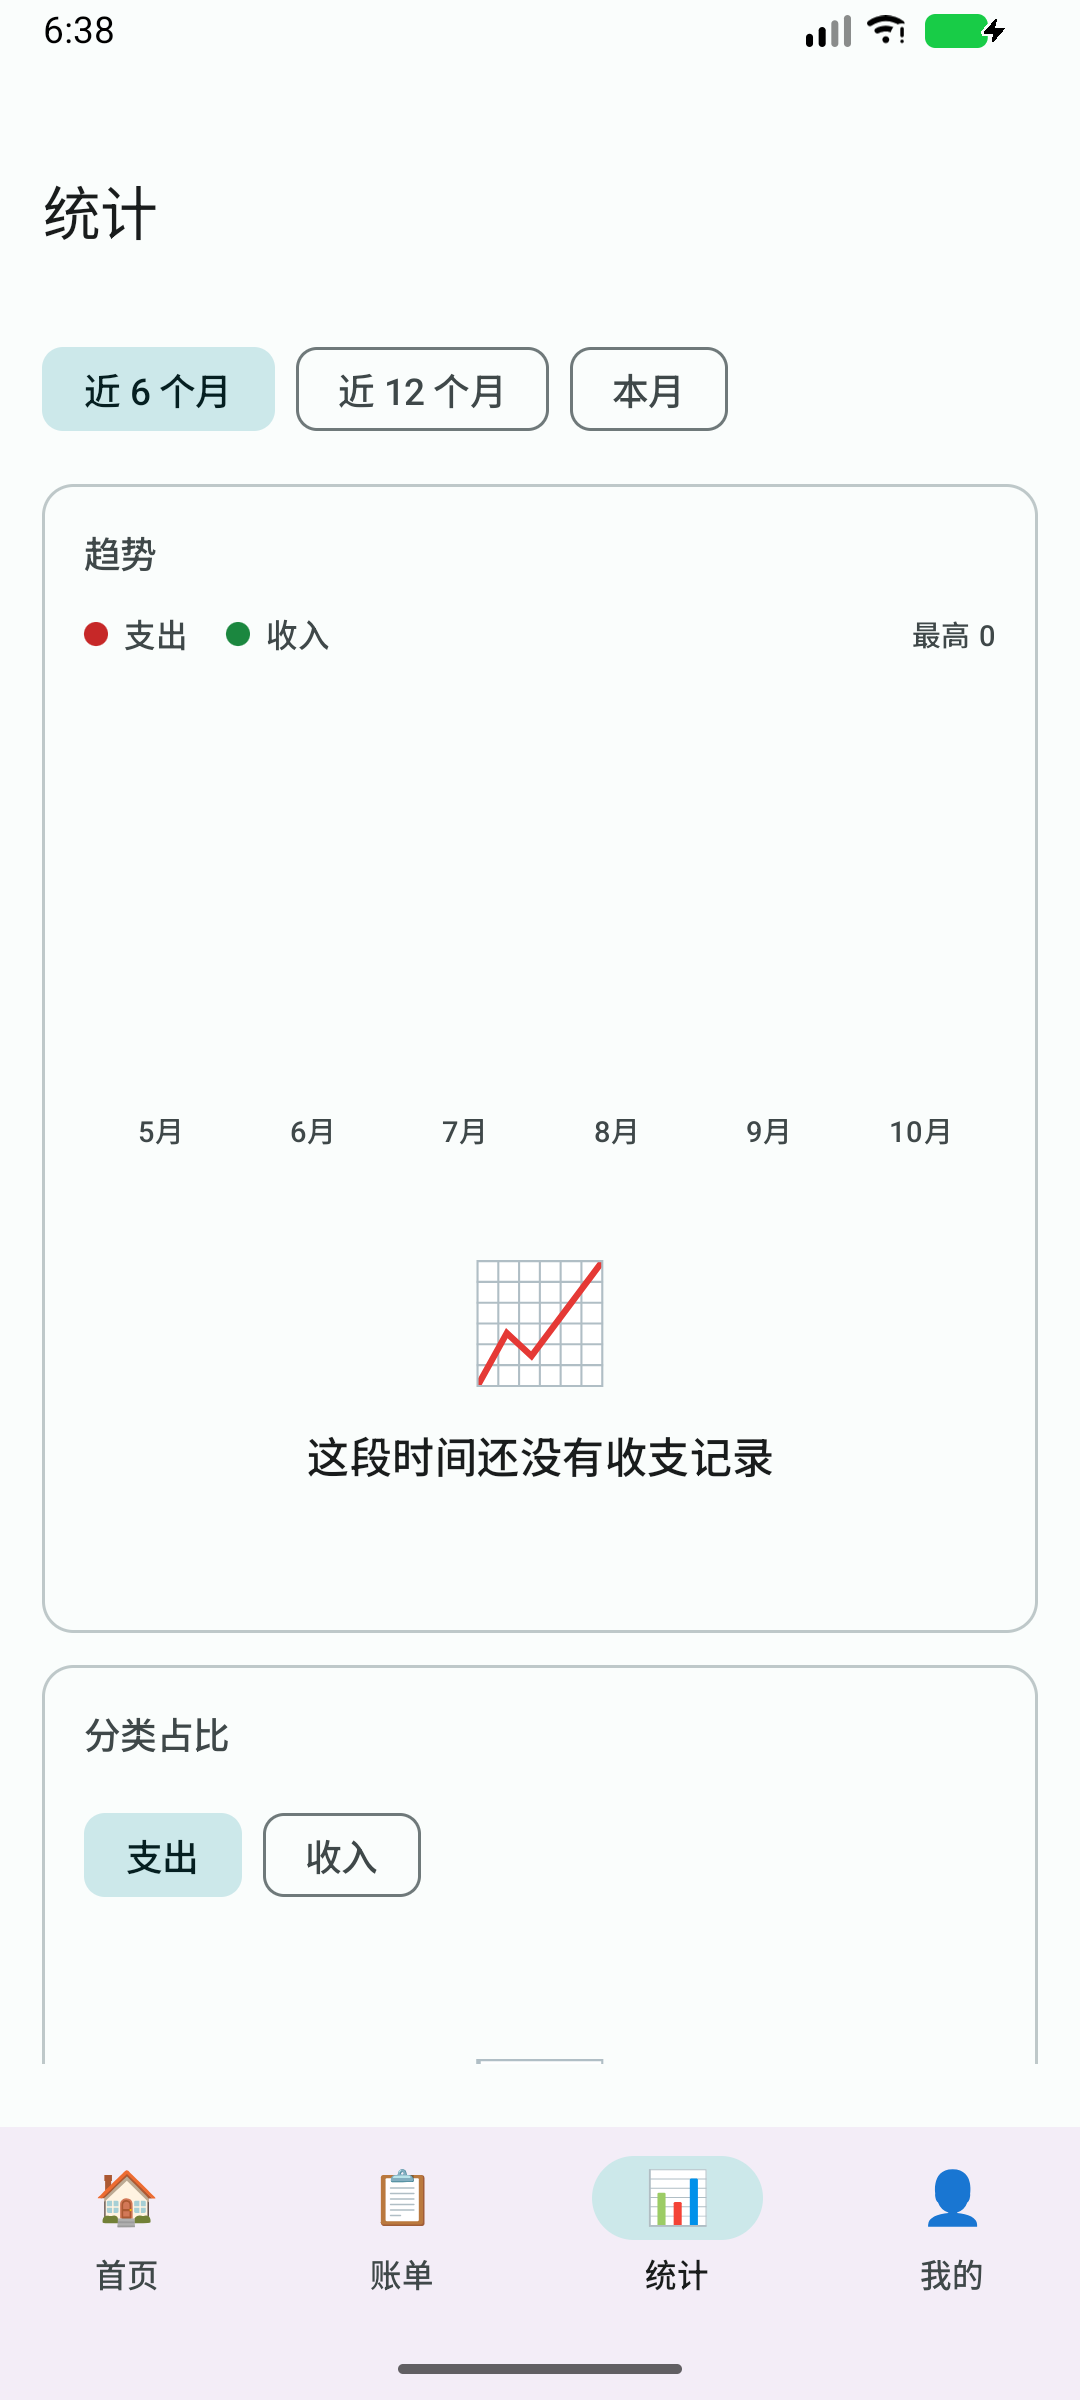 6:38
统计
近 6 个月 近 12 个月 本月
趋势
支出 收入 最高 0
5月 6月 7月 8月 9月 10月
这段时间还没有收支记录
分类占比
支出 收入
首页 账单 统计 我的